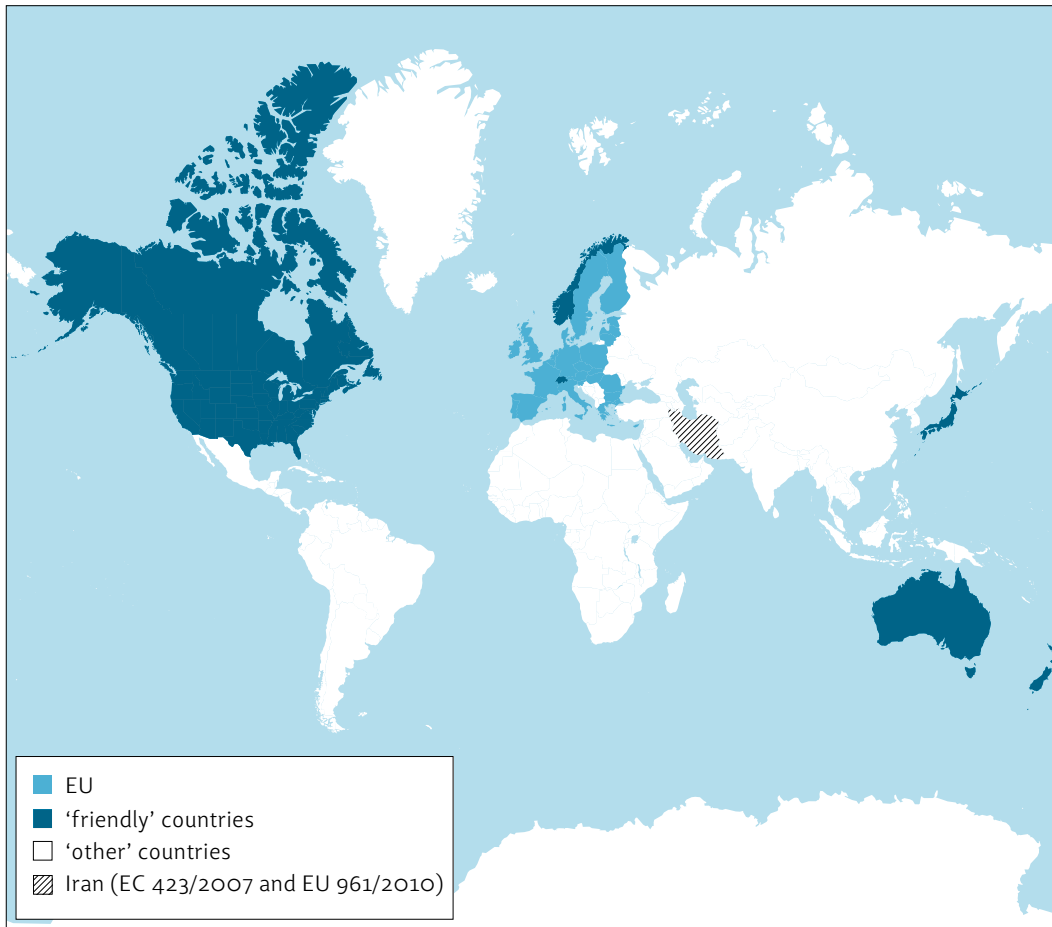 EU
‘friendly’ countries
‘other’ countries
Iran (EC 423/2007 and EU 961/2010)